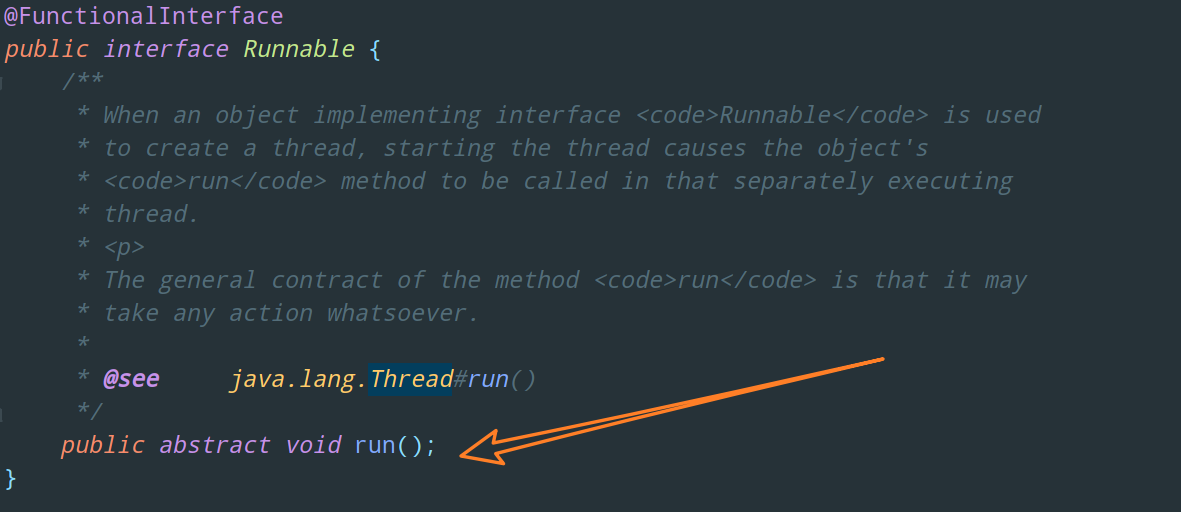 @FunctionalInterface
public interface Runnable {
/**
* When an object implementing interface <code>Runnable</code> is used
* to create a thread, starting the thread causes the object's
* <code>run</code> method to be called in that separately executing
* thread.
* <p>
* The general contract of the method <code>run</code> is that it may
* take any action whatsoever.
*
* @see     java.lang.Thread#run()
*/
public abstract void run();
}